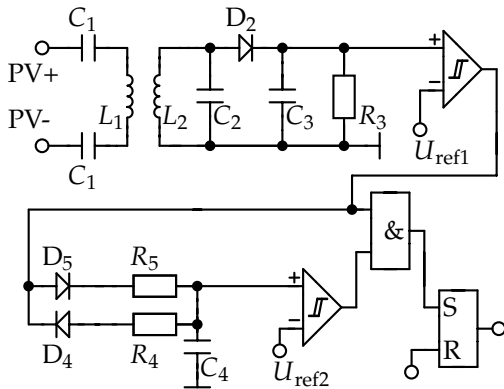 C1 D2
PV+
+
−
PV-
L1 L2 C2 C3 R3
C1
Uref1
&
D5 R5
+
−
S
R
D4 R4
C4 Uref2